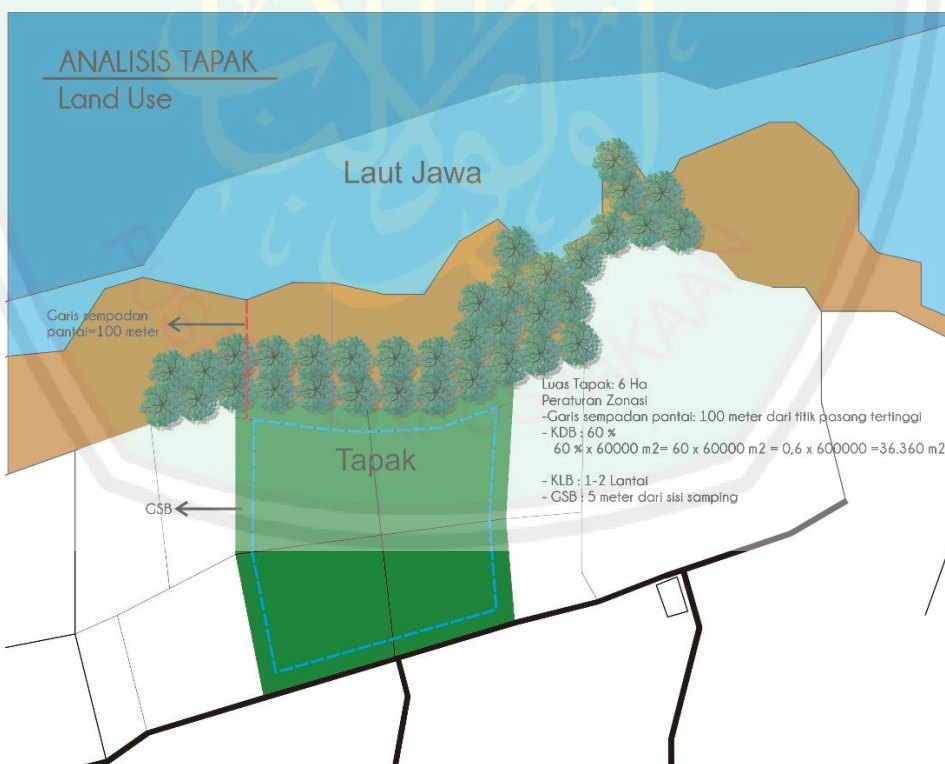 ANALISIS TAPAK
Land Use
Laut Jawa
Garis sempadan
pantai=100 meter
Luas Tapak: 6 Ha
Peraturan Zonasi
-Garis sempadan pantai: 100 meter dari titik pasang tertinggi
- KDB : 60 %
60 % x 60000 m2= 60 x 60000 m2 = 0,6 x 600000 =36.360 m2
Tapak
- KLB : 1-2 Lantai
- GSB : 5 meter dari sisi samping
GSB